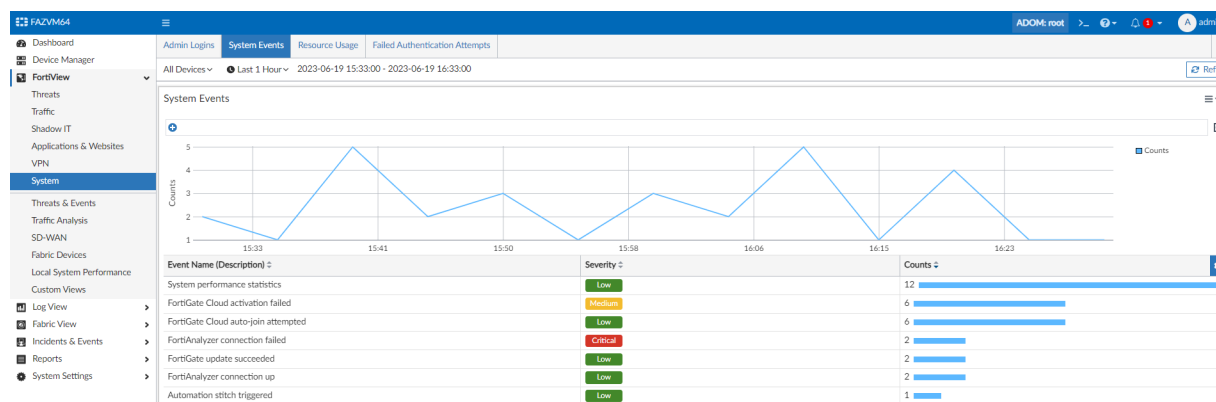 FAZVM64
ADOM: root >_ 1 A admi
Dashboard
Device Manager
FortiView
Threats
Traffic
Shadow IT
Applications & Websites
VPN
System
Threats & Events
Traffic Analysis
SD-WAN
Fabric Devices
Local System Performance
Custom Views
Log View
Fabric View
Incidents & Events
Reports
System Settings
Admin Logins System Events Resource Usage Failed Authentication Attempts
All Devices Last 1 Hour 2023-06-19 15:33:00 - 2023-06-19 16:33:00 Ref
System Events
Counts
5
4
3
2
1
Counts
15:33 15:41 15:50 15:58 16:06 16:15 16:23
Event Name (Description) Severity Counts
System performance statistics Low 12
FortiGate Cloud activation failed Medium 6
FortiGate Cloud auto-join attempted Low 6
FortiAnalyzer connection failed Critical 2
FortiGate update succeeded Low 2
FortiAnalyzer connection up Low 2
Automation stitch triggered Low 1